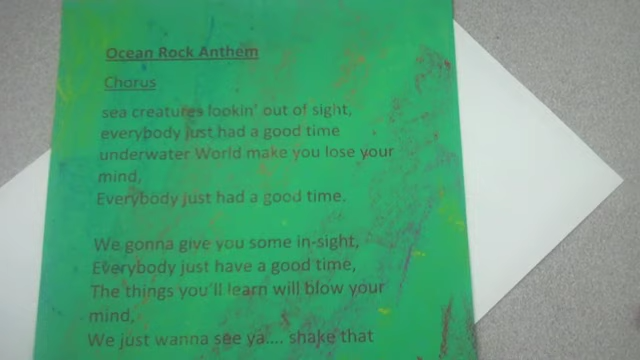 Ocean Rock Anthem
Chorus
sea creatures lookin' out of sight,
everybody just had a good time
underwater World make you lose your
mind,
Everybody just had a good time.
We gonna give you some in-sight,
Everybody just have a good time,
The things you'll learn will blow your
mind,
We just wanna see ya.... shake that